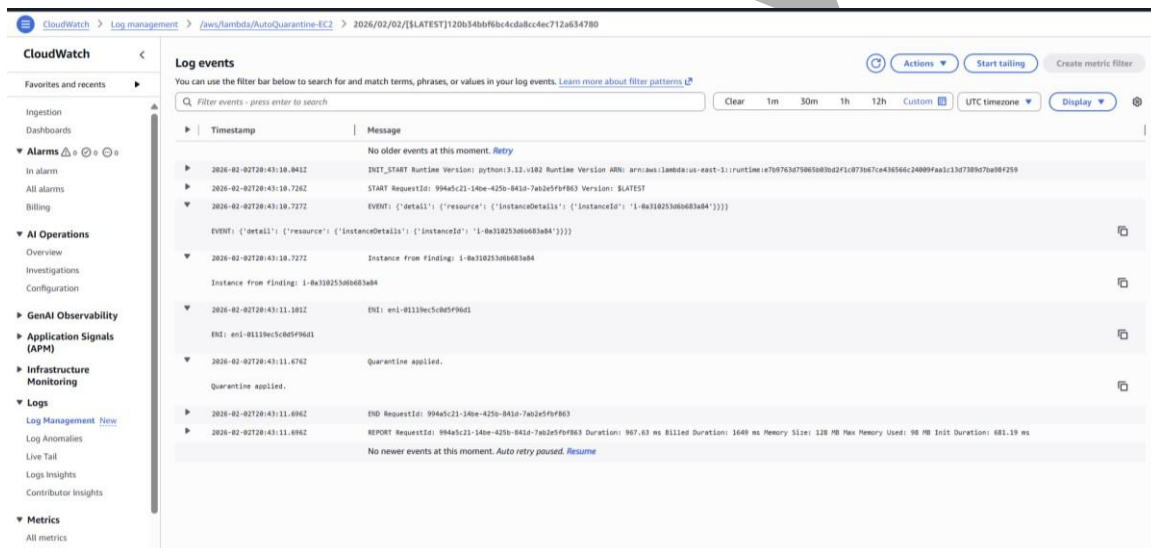 CloudWatch > Log management > /aws/lambda/AutoQuarantine-EC2 > 2026/02/02/[$LATEST]120b34bbf6bc4cda8cc4ec712a634780
CloudWatch
Favorites and recents
Ingestion
Dashboards
Alarms 0 0 0
In alarm
All alarms
Billing
AI Operations
Overview
Investigations
Configuration
GenAI Observability
Application Signals
(APM)
Infrastructure
Monitoring
Logs
Log Management New
Log Anomalies
Live Tail
Logs Insights
Contributor Insights
Metrics
All metrics
Log events
Actions
Start tailing
Create metric filter
You can use the filter bar below to search for and match terms, phrases, or values in your log events. Learn more about filter patterns
Filter events - press enter to search
Clear 1m 30m 1h 12h Custom UTC timezone Display
Timestamp Message
No older events at this moment. Retry
2026-02-02T20:43:10.041Z INIT_START Runtime Version: python:3.12.v102 Runtime Version ARN:
2026-02-02T20:43:10.726Z START RequestId: 994a5c21-14be-425b-841d-7ab2e5fbf863 Version: $LATEST
2026-02-02T20:43:10.727Z EVENT: {'detail': {'resource': {'instanceDetails': {'instanceId': 'i-0a310253d6b683a84'}}}}
EVENT: {'detail': {'resource': {'instanceDetails': {'instanceId': 'i-0a310253d6b683a84'}}}}
2026-02-02T20:43:10.727Z Instance from finding: i-0a310253d6b683a84
Instance from finding: i-0a310253d6b683a84
2026-02-02T20:43:11.101Z ENI: eni-01119ec5c0d5f96d1
ENI: eni-01119ec5c0d5f96d1
2026-02-02T20:43:11.676Z Quarantine applied.
Quarantine applied.
2026-02-02T20:43:11.696Z END RequestId: 994a5c21-14be-425b-841d-7ab2e5fbf863
2026-02-02T20:43:11.696Z REPORT RequestId: 994a5c21-14be-425b-841d-7ab2e5fbf863 Duration: 967.63 ms Billed Duration: 1649 ms Memory Size: 128 MB Max Memory Used: 98 MB Init Duration: 681.19 ms
No newer events at this moment. Auto retry paused. Resume